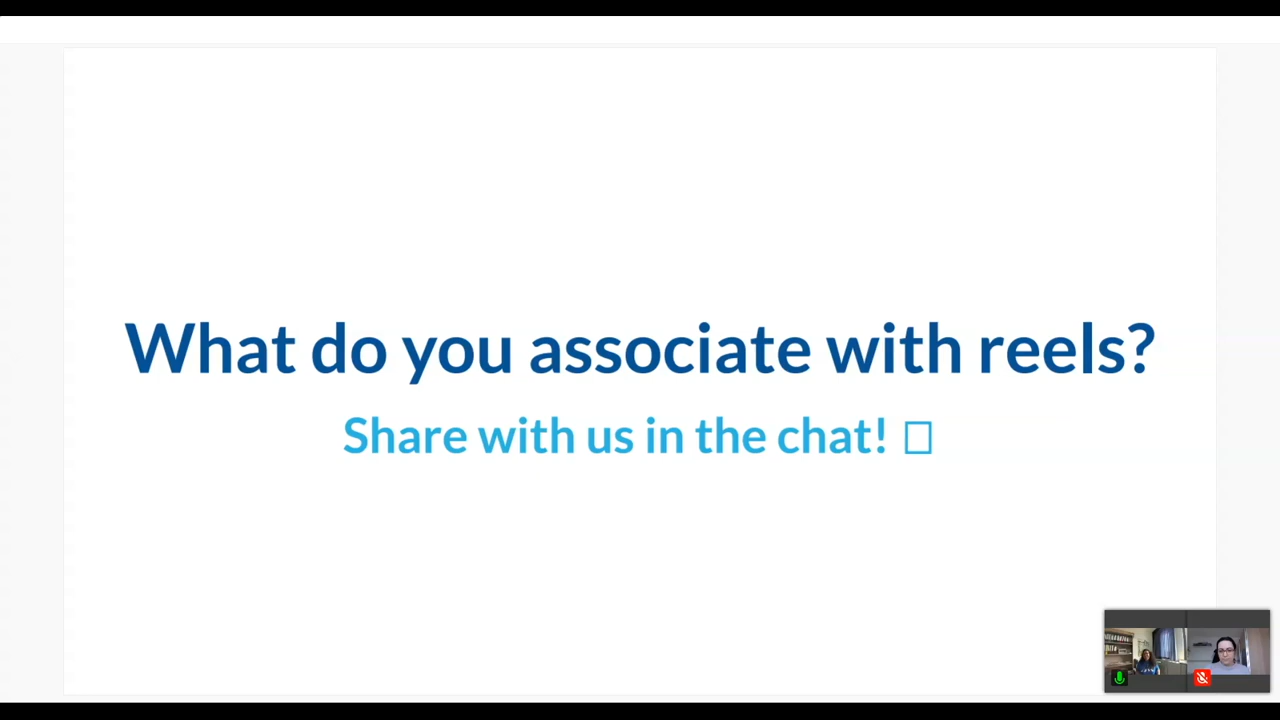 What do you associate with reels?
Share with us in the chat! □